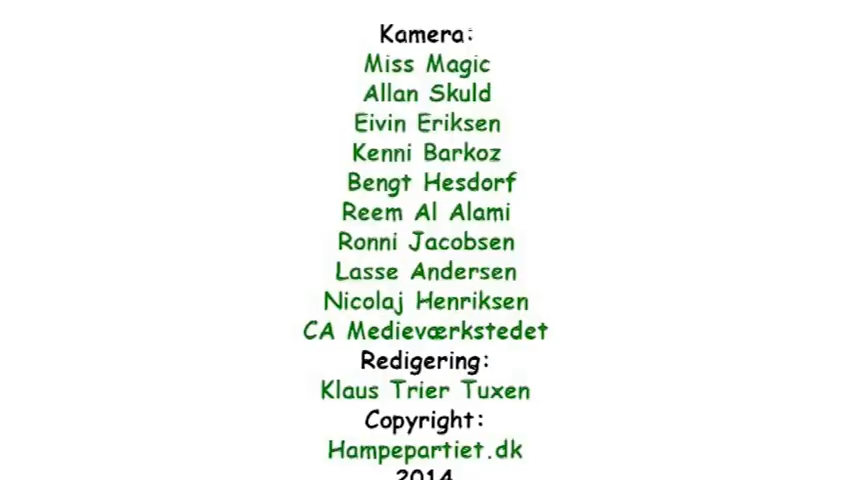 Kamera:
Miss Magic
Allan Skuld
Eivin Eriksen
Kenni Barkoz
Bengt Hesdorf
Reem Al Alami
Ronni Jacobsen
Lasse Andersen
Nicolaj Henriksen
CA Medieværkstedet
Redigering:
Klaus Trier Tuxen
Copyright:
Hampepartiet.dk
2014